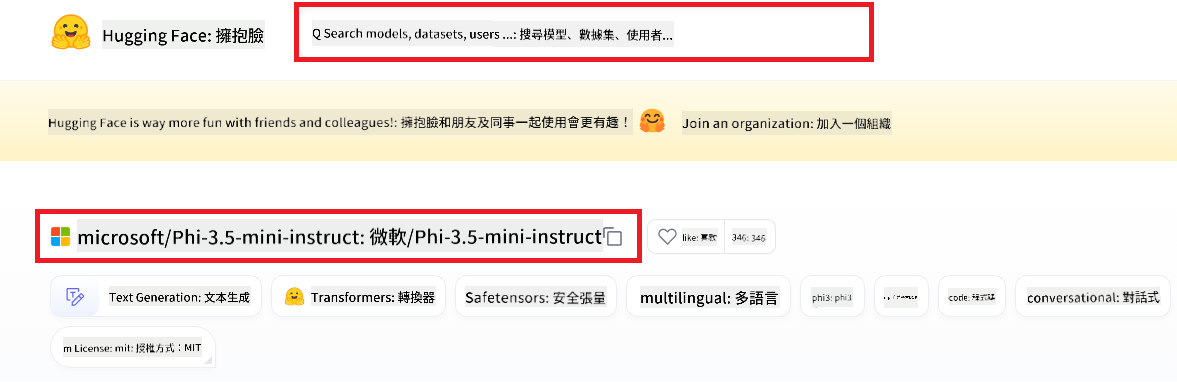 Hugging Face: 擁抱臉
Q Search models, datasets, users ...: 搜尋模型、數據集、使用者...
Hugging Face is way more fun with friends and colleagues!: 擁抱臉和朋友及同事一起使用會更有趣！
Join an organization: 加入一個組織
microsoft/Phi-3.5-mini-instruct: 微軟/Phi-3.5-mini-instruct
like: 喜歡
346: 346
Text Generation: 文本生成
Transformers: 轉換器
Safetensors: 安全張量
multilingual: 多語言
phi3: phi3
code: 程式碼
conversational: 對話式
m License: mit: 授權方式：MIT